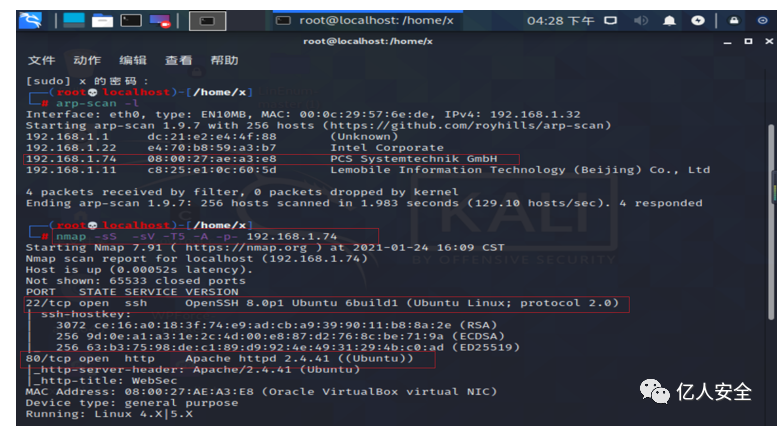 root@localhost: /home/x
04:28 下午
root@localhost:/home/x
文件 动作 编辑 查看 帮助
[sudo] x 的密码：
(root💀localhost)-[/home/x]
# arp-scan -l
Interface: eth0, type: EN10MB, MAC: 00:0c:29:57:6e:de, IPv4: 192.168.1.32
Starting arp-scan 1.9.7 with 256 hosts (https://github.com/royhills/arp-scan)
192.168.1.1 dc:21:e2:e4:4f:88 (Unknown)
192.168.1.22 e4:70:b8:59:a3:b7 Intel Corporate
192.168.1.74 08:00:27:ae:a3:e8 PCS Systemtechnik GmbH
192.168.1.11 c8:25:e1:0c:60:5d Lemobile Information Technology (Beijing) Co., Ltd
4 packets received by filter, 0 packets dropped by kernel
Ending arp-scan 1.9.7: 256 hosts scanned in 1.983 seconds (129.10 hosts/sec). 4 responded
(root💀localhost)-[/home/x]
# nmap -sS -sV -T5 -A -p- 192.168.1.74
Starting Nmap 7.91 ( https://nmap.org ) at 2021-01-24 16:09 CST
Nmap scan report for localhost (192.168.1.74)
Host is up (0.00052s latency).
Not shown: 65533 closed ports
PORT STATE SERVICE VERSION
22/tcp open ssh OpenSSH 8.0p1 Ubuntu 6build1 (Ubuntu Linux; protocol 2.0)
| ssh-hostkey:
| 3072 ce:16:a0:18:3f:74:e9:ad:cb:a9:39:90:11:b8:8a:2e (RSA)
| 256 9d:0e:a1:a3:1e:2c:4d:00:e8:87:d2:76:8c:be:71:9a (ECDSA)
|_ 256 63:b3:75:98:de:c1:89:d9:92:4e:49:31:29:4b:c0:ad (ED25519)
80/tcp open http Apache httpd 2.4.41 ((Ubuntu))
|_http-server-header: Apache/2.4.41 (Ubuntu)
|_http-title: WebSec
MAC Address: 08:00:27:AE:A3:E8 (Oracle VirtualBox virtual NIC)
Device type: general purpose
Running: Linux 4.X|5.X
KALI
BY OFFENSIVE SECURITY
亿人安全